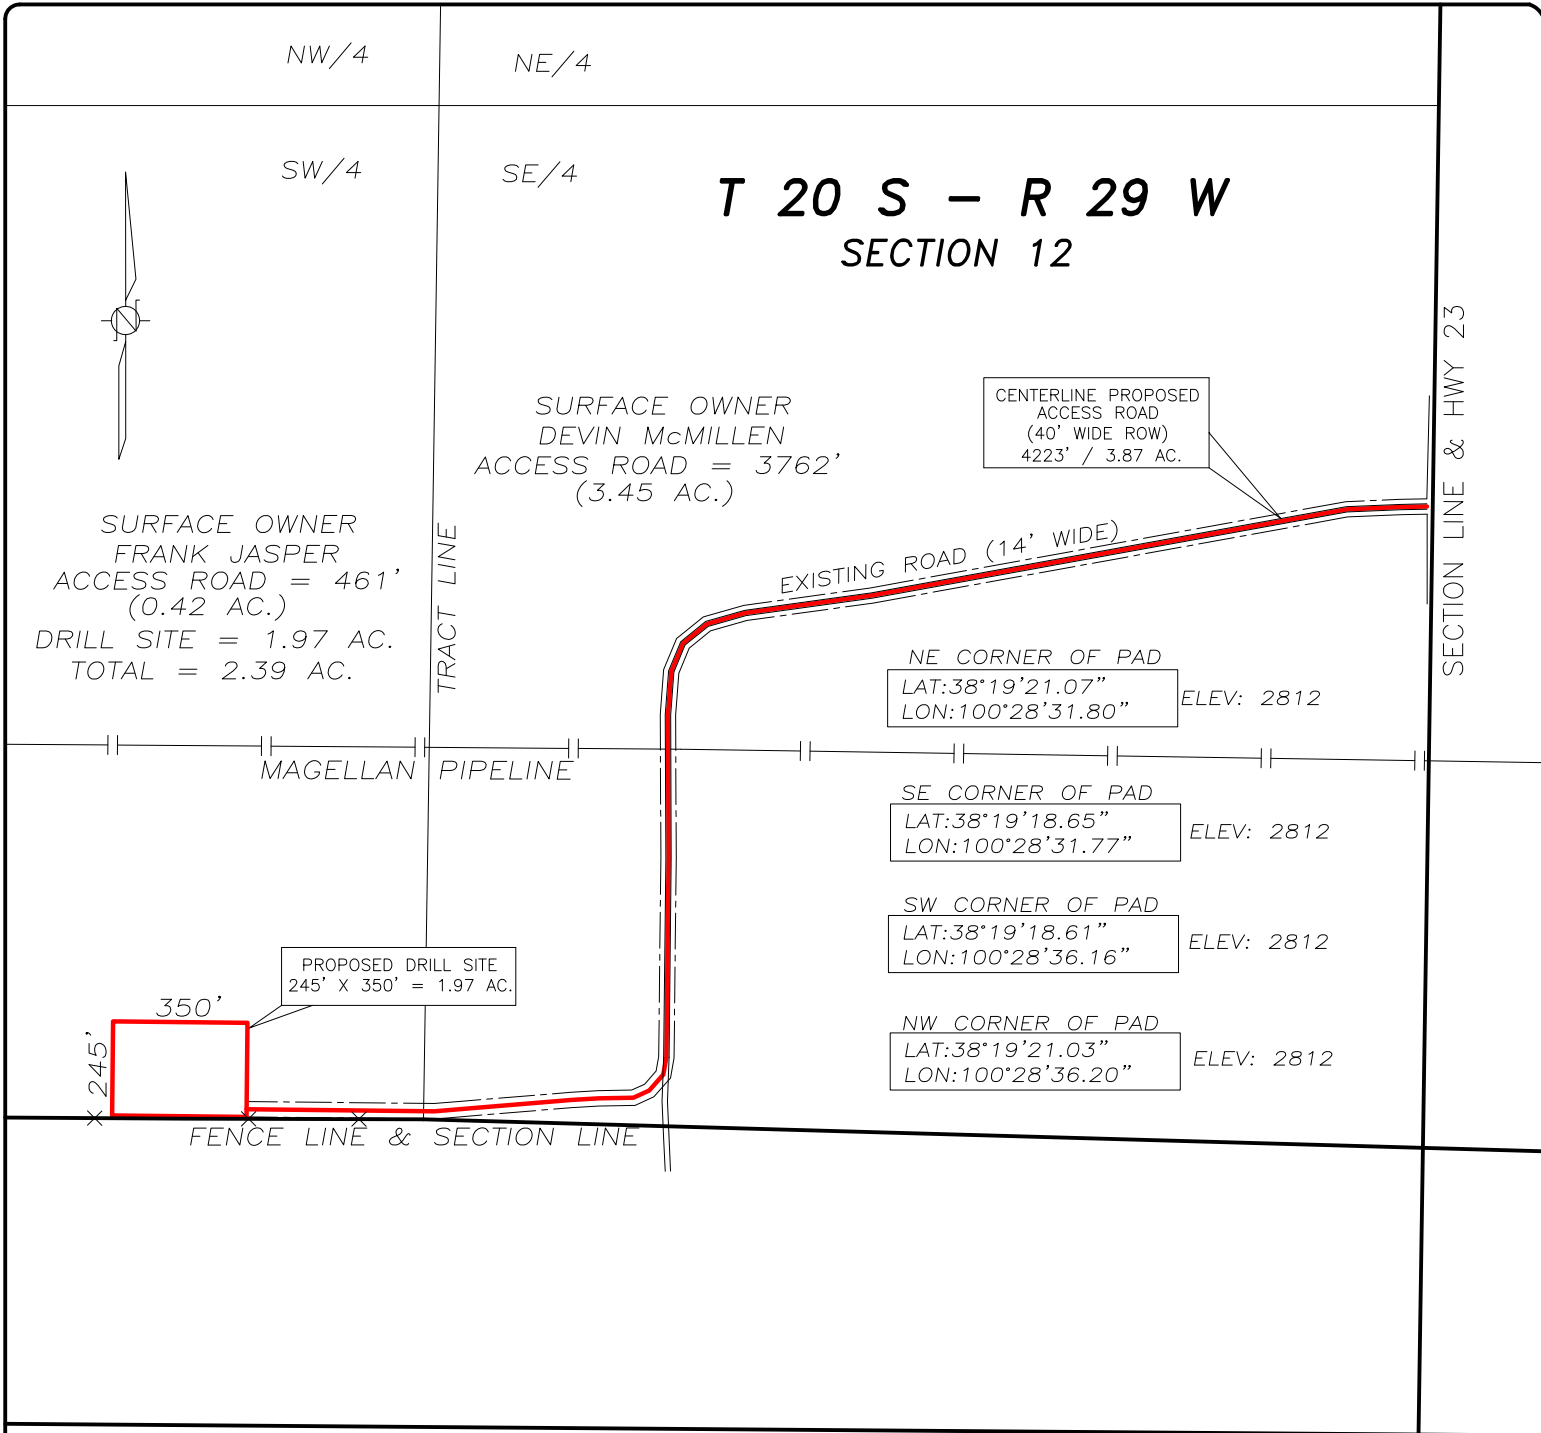 NW/4
NE/4
SW/4
SE/4
T 20 S - R 29 W
SECTION 12
SECTION LINE & HWY 23
CENTERLINE PROPOSED
ACCESS ROAD
(40' WIDE ROW)
4223' / 3.87 AC.
SURFACE OWNER
DEVIN McMILLEN
ACCESS ROAD = 3762'
(3.45 AC.)
SURFACE OWNER
FRANK JASPER
ACCESS ROAD = 461'
(0.42 AC.)
DRILL SITE = 1.97 AC.
TOTAL = 2.39 AC.
TRACT LINE
EXISTING ROAD (14' WIDE)
NE CORNER OF PAD
LAT:38°19'21.07"
LON:100°28'31.80"
ELEV: 2812
MAGELLAN PIPELINE
SE CORNER OF PAD
LAT:38°19'18.65"
LON:100°28'31.77"
ELEV: 2812
SW CORNER OF PAD
LAT:38°19'18.61"
LON:100°28'36.16"
ELEV: 2812
PROPOSED DRILL SITE
245' X 350' = 1.97 AC.
350'
245'
NW CORNER OF PAD
LAT:38°19'21.03"
LON:100°28'36.20"
ELEV: 2812
FENCE LINE & SECTION LINE